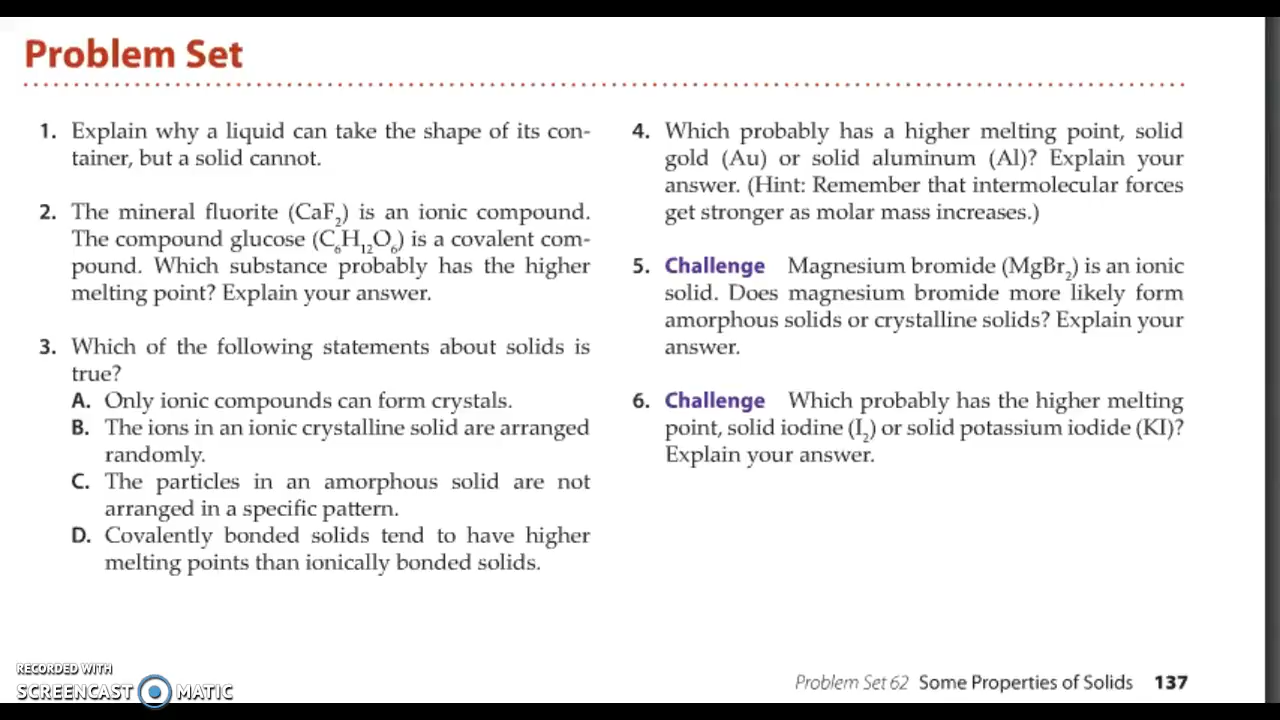 Problem Set
1. Explain why a liquid can take the shape of its con-
tainer, but a solid cannot.
2. The mineral fluorite (CaF₂) is an ionic compound.
The compound glucose (C₆H₁₂O₆) is a covalent com-
pound. Which substance probably has the higher
melting point? Explain your answer.
3. Which of the following statements about solids is
true?
A. Only ionic compounds can form crystals.
B. The ions in an ionic crystalline solid are arranged
randomly.
C. The particles in an amorphous solid are not
arranged in a specific pattern.
D. Covalently bonded solids tend to have higher
melting points than ionically bonded solids.
4. Which probably has a higher melting point, solid
gold (Au) or solid aluminum (Al)? Explain your
answer. (Hint: Remember that intermolecular forces
get stronger as molar mass increases.)
5. Challenge Magnesium bromide (MgBr₂) is an ionic
solid. Does magnesium bromide more likely form
amorphous solids or crystalline solids? Explain your
answer.
6. Challenge Which probably has the higher melting
point, solid iodine (I₂) or solid potassium iodide (KI)?
Explain your answer.
RECORDED WITH
SCREENCAST MATIC
Problem Set 62 Some Properties of Solids 137